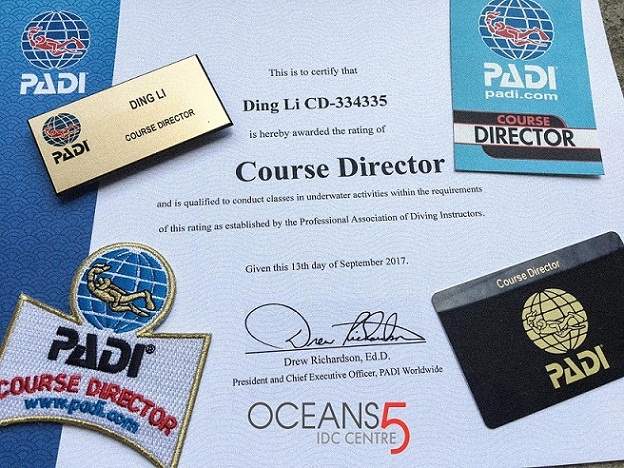 PADI
DING LI
COURSE DIRECTOR
PADI
This is to certify that
Ding Li CD-334335
is hereby awarded the rating of
Course Director
and is qualified to conduct classes in underwater activities within the requirements
of this rating as established by the Professional Association of Diving Instructors.
Given this 13th day of September 2017.
Drew Richardson
Drew Richardson, Ed.D.
President and Chief Executive Officer, PADI Worldwide
OCEANS5
IDC CENTRE
PADI
padi.com
COURSE
DIRECTOR
PADI
COURSE DIRECTOR
www.padi.com
Course Director
PADI